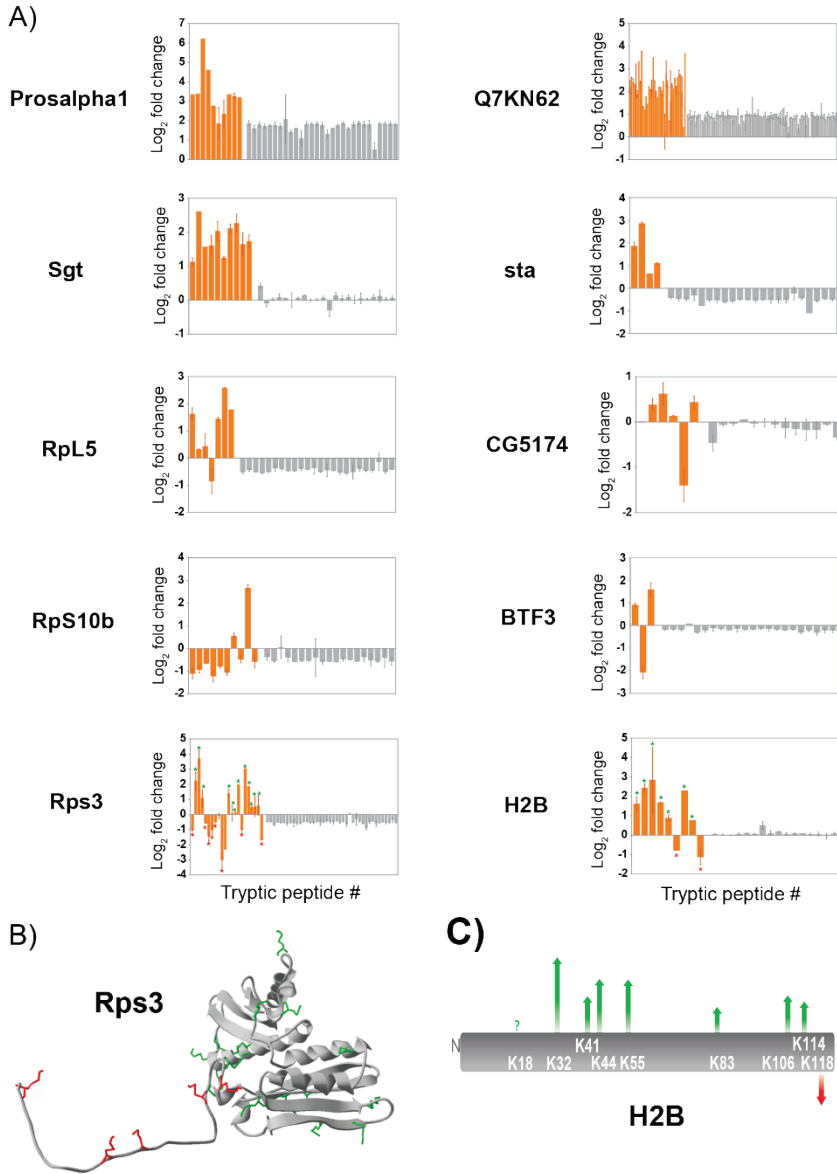 A)
Prosalpha1
Log2 fold change
7
6
5
4
3
2
1
0
Q7KN62
Log2 fold change
5
4
3
2
1
0
-1
Sgt
Log2 fold change
3
2
1
0
-1
sta
Log2 fold change
4
3
2
1
0
-1
-2
RpL5
Log2 fold change
3
2
1
0
-1
-2
CG5174
Log2 fold change
1
0
-1
-2
RpS10b
Log2 fold change
4
3
2
1
0
-1
-2
BTF3
Log2 fold change
3
2
1
0
-1
-2
-3
Rps3
Log2 fold change
5
4
3
2
1
0
-1
-2
-3
-4
H2B
Log2 fold change
5
4
3
2
1
0
-1
-2
Tryptic peptide #
Tryptic peptide #
B)
Rps3
C)
?
N
K41
K114
K18 K32 K44 K55 K83 K106 K118
H2B